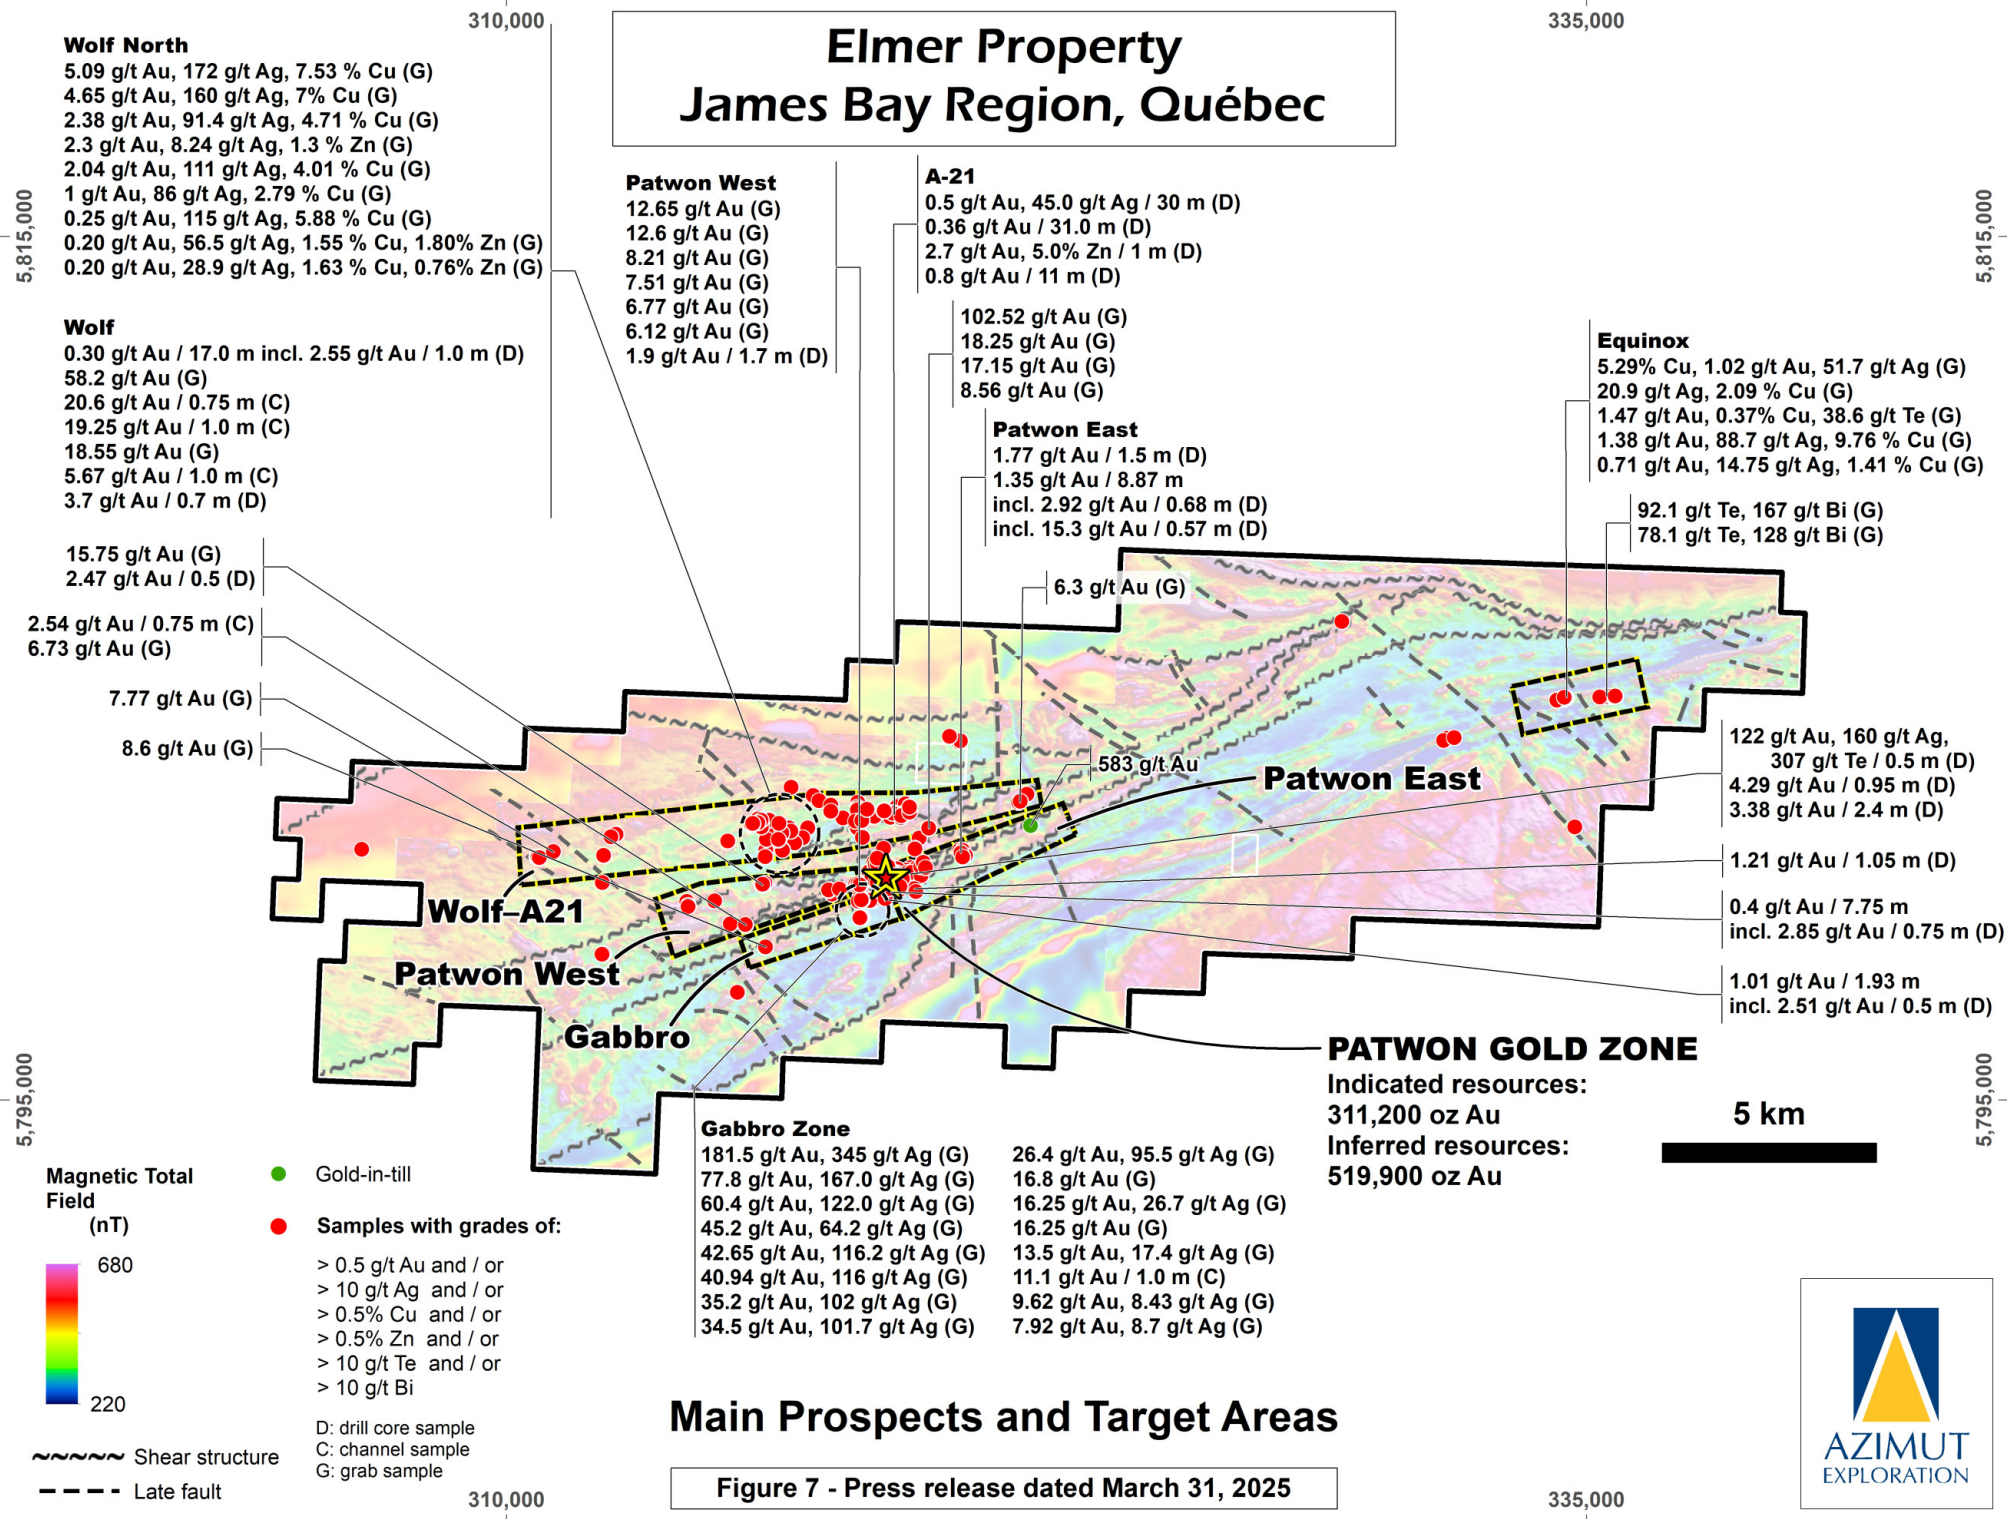 310,000
335,000
Elmer Property
James Bay Region, Québec
5,815,000
5,815,000
Wolf North
5.09 g/t Au, 172 g/t Ag, 7.53 % Cu (G)
4.65 g/t Au, 160 g/t Ag, 7% Cu (G)
2.38 g/t Au, 91.4 g/t Ag, 4.71 % Cu (G)
2.3 g/t Au, 8.24 g/t Ag, 1.3 % Zn (G)
2.04 g/t Au, 111 g/t Ag, 4.01 % Cu (G)
1 g/t Au, 86 g/t Ag, 2.79 % Cu (G)
0.25 g/t Au, 115 g/t Ag, 5.88 % Cu (G)
0.20 g/t Au, 56.5 g/t Ag, 1.55 % Cu, 1.80% Zn (G)
0.20 g/t Au, 28.9 g/t Ag, 1.63 % Cu, 0.76% Zn (G)
Wolf
0.30 g/t Au / 17.0 m incl. 2.55 g/t Au / 1.0 m (D)
58.2 g/t Au (G)
20.6 g/t Au / 0.75 m (C)
19.25 g/t Au / 1.0 m (C)
18.55 g/t Au (G)
5.67 g/t Au / 1.0 m (C)
3.7 g/t Au / 0.7 m (D)
15.75 g/t Au (G)
2.47 g/t Au / 0.5 (D)
2.54 g/t Au / 0.75 m (C)
6.73 g/t Au (G)
7.77 g/t Au (G)
8.6 g/t Au (G)
Patwon West
12.65 g/t Au (G)
12.6 g/t Au (G)
8.21 g/t Au (G)
7.51 g/t Au (G)
6.77 g/t Au (G)
6.12 g/t Au (G)
1.9 g/t Au / 1.7 m (D)
A-21
0.5 g/t Au, 45.0 g/t Ag / 30 m (D)
0.36 g/t Au / 31.0 m (D)
2.7 g/t Au, 5.0% Zn / 1 m (D)
0.8 g/t Au / 11 m (D)
102.52 g/t Au (G)
18.25 g/t Au (G)
17.15 g/t Au (G)
8.56 g/t Au (G)
Patwon East
1.77 g/t Au / 1.5 m (D)
1.35 g/t Au / 8.87 m
incl. 2.92 g/t Au / 0.68 m (D)
incl. 15.3 g/t Au / 0.57 m (D)
6.3 g/t Au (G)
Equinox
5.29% Cu, 1.02 g/t Au, 51.7 g/t Ag (G)
20.9 g/t Ag, 2.09 % Cu (G)
1.47 g/t Au, 0.37% Cu, 38.6 g/t Te (G)
1.38 g/t Au, 88.7 g/t Ag, 9.76 % Cu (G)
0.71 g/t Au, 14.75 g/t Ag, 1.41 % Cu (G)
92.1 g/t Te, 167 g/t Bi (G)
78.1 g/t Te, 128 g/t Bi (G)
583 g/t Au
Patwon East
122 g/t Au, 160 g/t Ag,
307 g/t Te / 0.5 m (D)
4.29 g/t Au / 0.95 m (D)
3.38 g/t Au / 2.4 m (D)
1.21 g/t Au / 1.05 m (D)
0.4 g/t Au / 7.75 m
incl. 2.85 g/t Au / 0.75 m (D)
1.01 g/t Au / 1.93 m
incl. 2.51 g/t Au / 0.5 m (D)
Wolf–A21
Patwon West
Gabbro
PATWON GOLD ZONE
Indicated resources:
311,200 oz Au
Inferred resources:
519,900 oz Au
5 km
5,795,000
5,795,000
Gabbro Zone
181.5 g/t Au, 345 g/t Ag (G)
77.8 g/t Au, 167.0 g/t Ag (G)
60.4 g/t Au, 122.0 g/t Ag (G)
45.2 g/t Au, 64.2 g/t Ag (G)
42.65 g/t Au, 116.2 g/t Ag (G)
40.94 g/t Au, 116 g/t Ag (G)
35.2 g/t Au, 102 g/t Ag (G)
34.5 g/t Au, 101.7 g/t Ag (G)
26.4 g/t Au, 95.5 g/t Ag (G)
16.8 g/t Au (G)
16.25 g/t Au, 26.7 g/t Ag (G)
16.25 g/t Au (G)
13.5 g/t Au, 17.4 g/t Ag (G)
11.1 g/t Au / 1.0 m (C)
9.62 g/t Au, 8.43 g/t Ag (G)
7.92 g/t Au, 8.7 g/t Ag (G)
Magnetic Total
Field
(nT)
680
220
Shear structure
Late fault
Gold-in-till
Samples with grades of:
> 0.5 g/t Au and / or
> 10 g/t Ag and / or
> 0.5% Cu and / or
> 0.5% Zn and / or
> 10 g/t Te and / or
> 10 g/t Bi
D: drill core sample
C: channel sample
G: grab sample
Main Prospects and Target Areas
Figure 7 - Press release dated March 31, 2025
AZIMUT
EXPLORATION
310,000
335,000